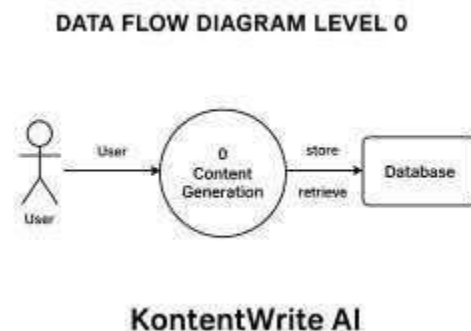 DATA FLOW DIAGRAM LEVEL 0
User
User
0
Content
Generation
store
retrieve
Database
KontentWrite AI